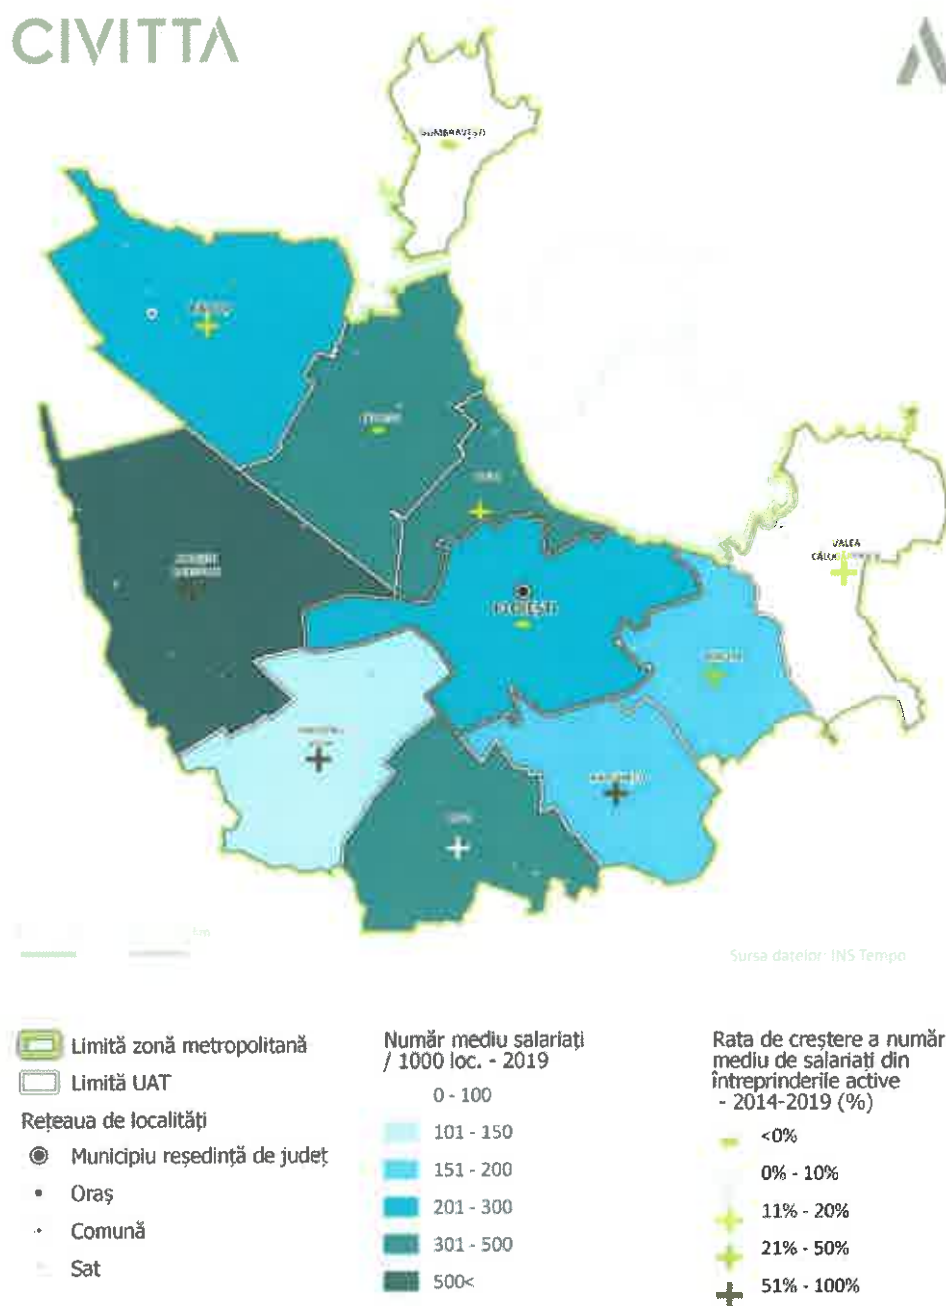 CIVITTA
VALEA
Sursa datelor: INS Tempo
Limită zonă metropolitană
Limită UAT
Rețeaua de localități
Municipiu reședință de județ
Oraș
Comună
Sat
Număr mediu salariați
/ 1000 loc. - 2019
0 - 100
101 - 150
151 - 200
201 - 300
301 - 500
500<
Rata de creștere a număr
mediu de salariați din
întreprinderile active
- 2014-2019 (%)
<0%
0% - 10%
11% - 20%
21% - 50%
51% - 100%